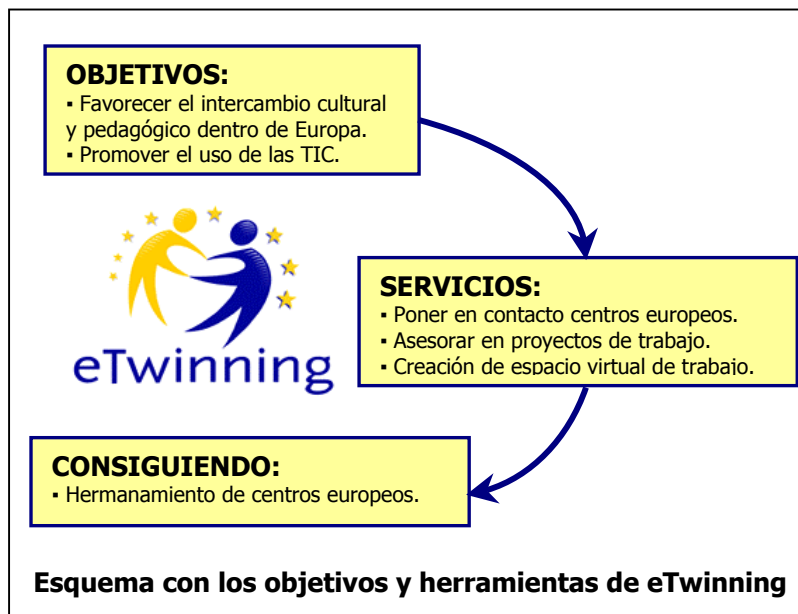 OBJETIVOS:
▪ Favorecer el intercambio cultural
y pedagógico dentro de Europa.
▪ Promover el uso de las TIC.
eTwinning
SERVICIOS:
▪ Poner en contacto centros europeos.
▪ Asesorar en proyectos de trabajo.
▪ Creación de espacio virtual de trabajo.
CONSIGUIENDO:
▪ Hermanamiento de centros europeos.
Esquema con los objetivos y herramientas de eTwinning